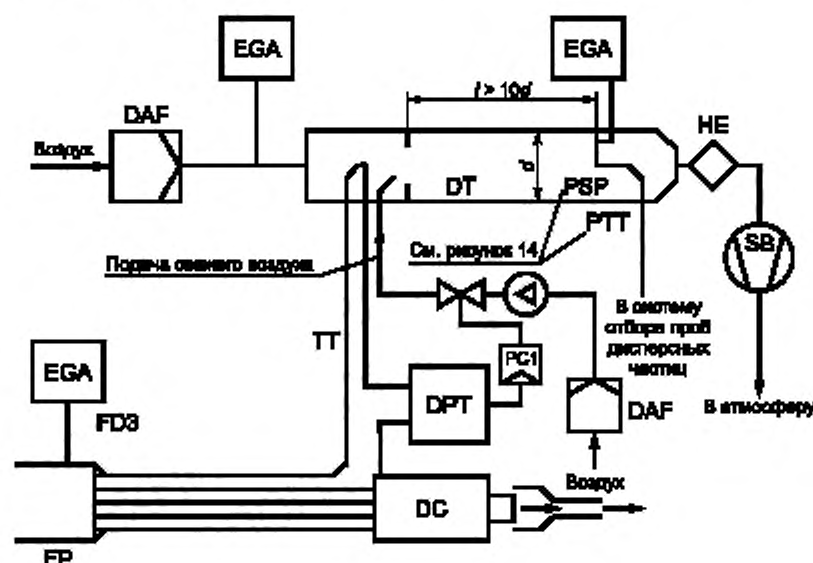 EGA
EGA
DAF
l > 10d
HE
Воздух
d
DT
PSP
SB
PTT
См. рисунок 14
Подача свежего воздуха
В систему
отбора проб
дисперсных
частиц
TT
PC1
EGA
DPT
DAF
В атмосферу
FD3
Воздух
DC
EP